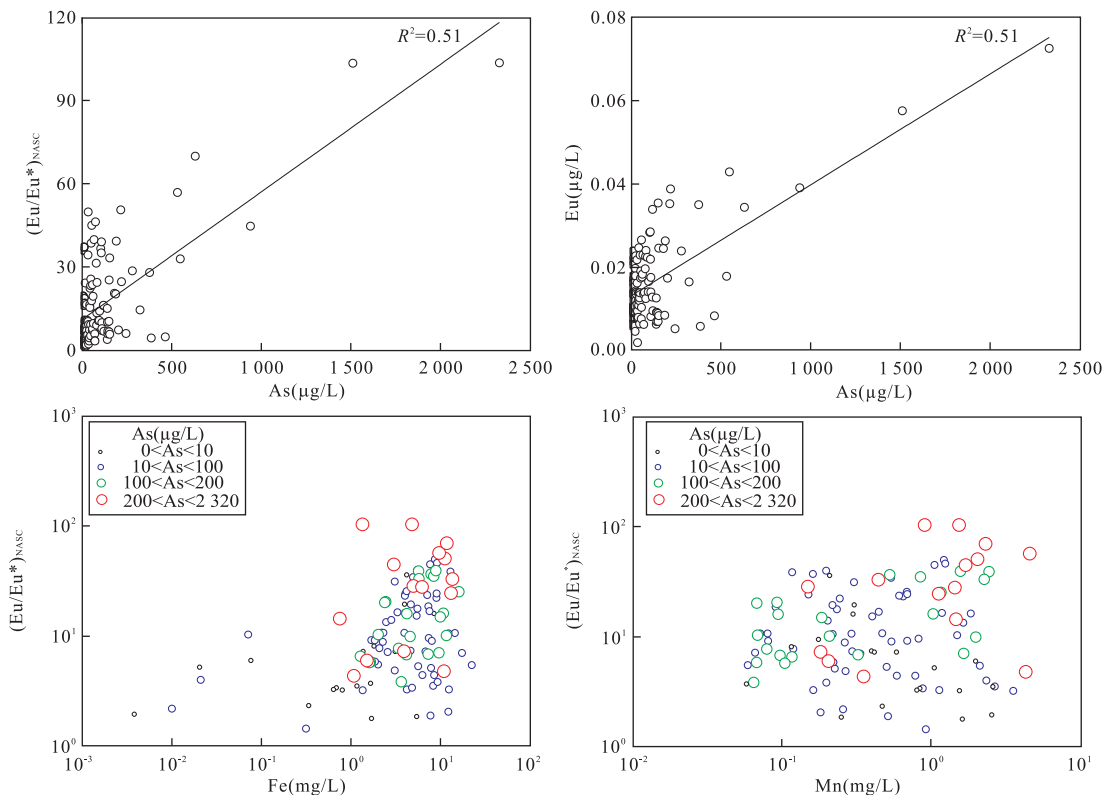 120
90
60
30
0
(Eu/Eu*)NASC
R²=0.51
0
500
1 000
1 500
2 000
2 500
As(μg/L)
0.08
0.06
0.04
0.02
0.00
Eu(μg/L)
R²=0.51
0
500
1 000
1 500
2 000
2 500
As(μg/L)
10³
10²
10¹
10⁰
(Eu/Eu*)NASC
As(μg/L)
0<As<10
10<As<100
100<As<200
200<As<2 320
10⁻³
10⁻²
10⁻¹
10⁰
10¹
10²
Fe(mg/L)
10³
10²
10¹
10⁰
(Eu/Eu*)NASC
As(μg/L)
0<As<10
10<As<100
100<As<200
200<As<2 320
10⁻²
10⁻¹
10⁰
10¹
Mn(mg/L)